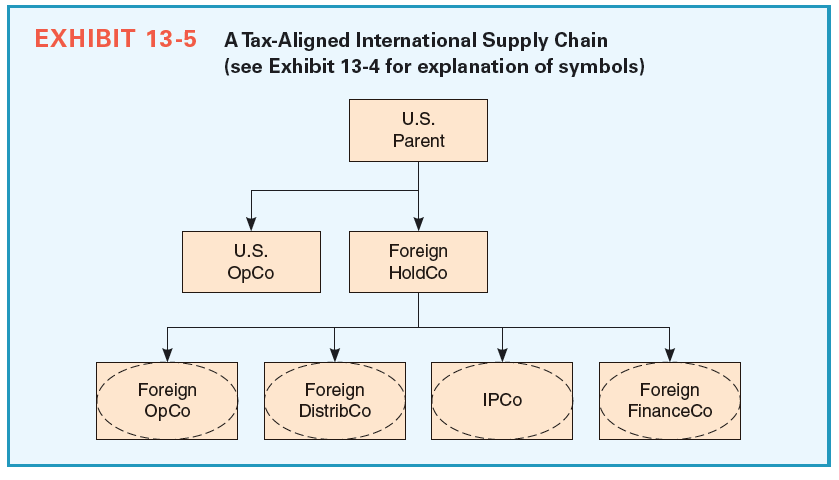 EXHIBIT 13-5 A Tax-Aligned International Supply Chain
(see Exhibit 13-4 for explanation of symbols)
U.S.
Parent
U.S.
OpCo
Foreign
HoldCo
Foreign
OpCo
Foreign
DistribCo
IPCo
Foreign
FinanceCo